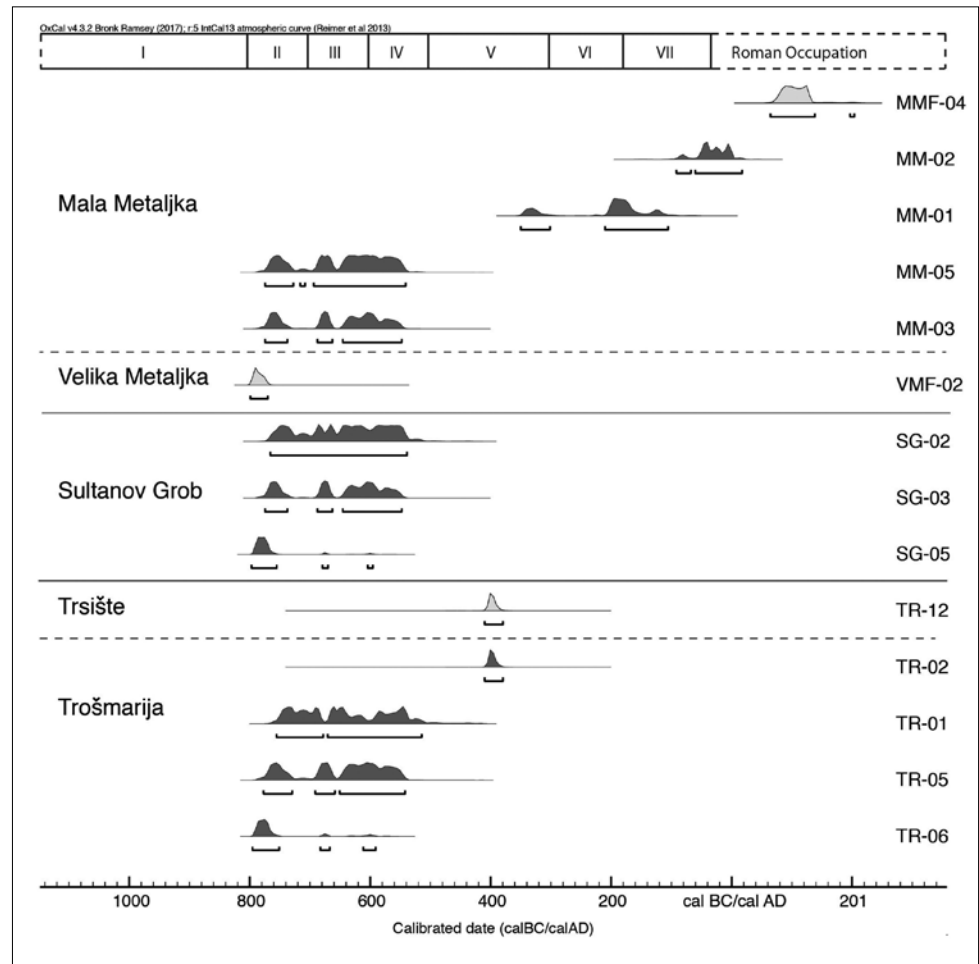 OxCal v4.3.2 Bronk Ramsey (2017); r:5 IntCal13 atmospheric curve (Reimer et al 2013)
I II III IV V VI VII Roman Occupation
MMF-04
MM-02
Mala Metaljka
MM-01
MM-05
MM-03
Velika Metaljka VMF-02
SG-02
Sultanov Grob SG-03
SG-05
Trsište TR-12
TR-02
Trošmarija
TR-01
TR-05
TR-06
1000 800 600 400 200 cal BC/cal AD 201
Calibrated date (calBC/calAD)